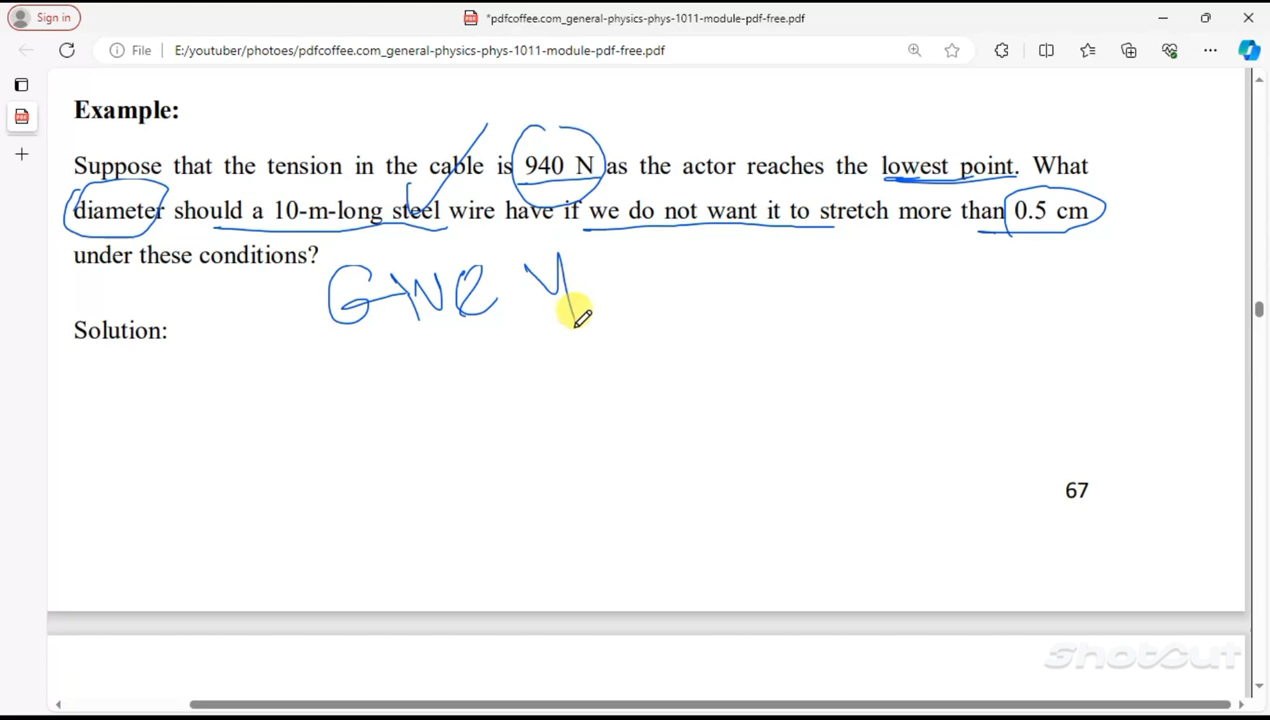 Sign in
*pdfcoffee.com_general-physics-phys-1011-module-pdf-free.pdf
File
E:/youtuber/photoes/pdfcoffee.com_general-physics-phys-1011-module-pdf-free.pdf
Example:
Suppose that the tension in the cable is 940 N as the actor reaches the lowest point. What
diameter should a 10-m-long steel wire have if we do not want it to stretch more than 0.5 cm
under these conditions?
Solution:
67
SHOTCUT